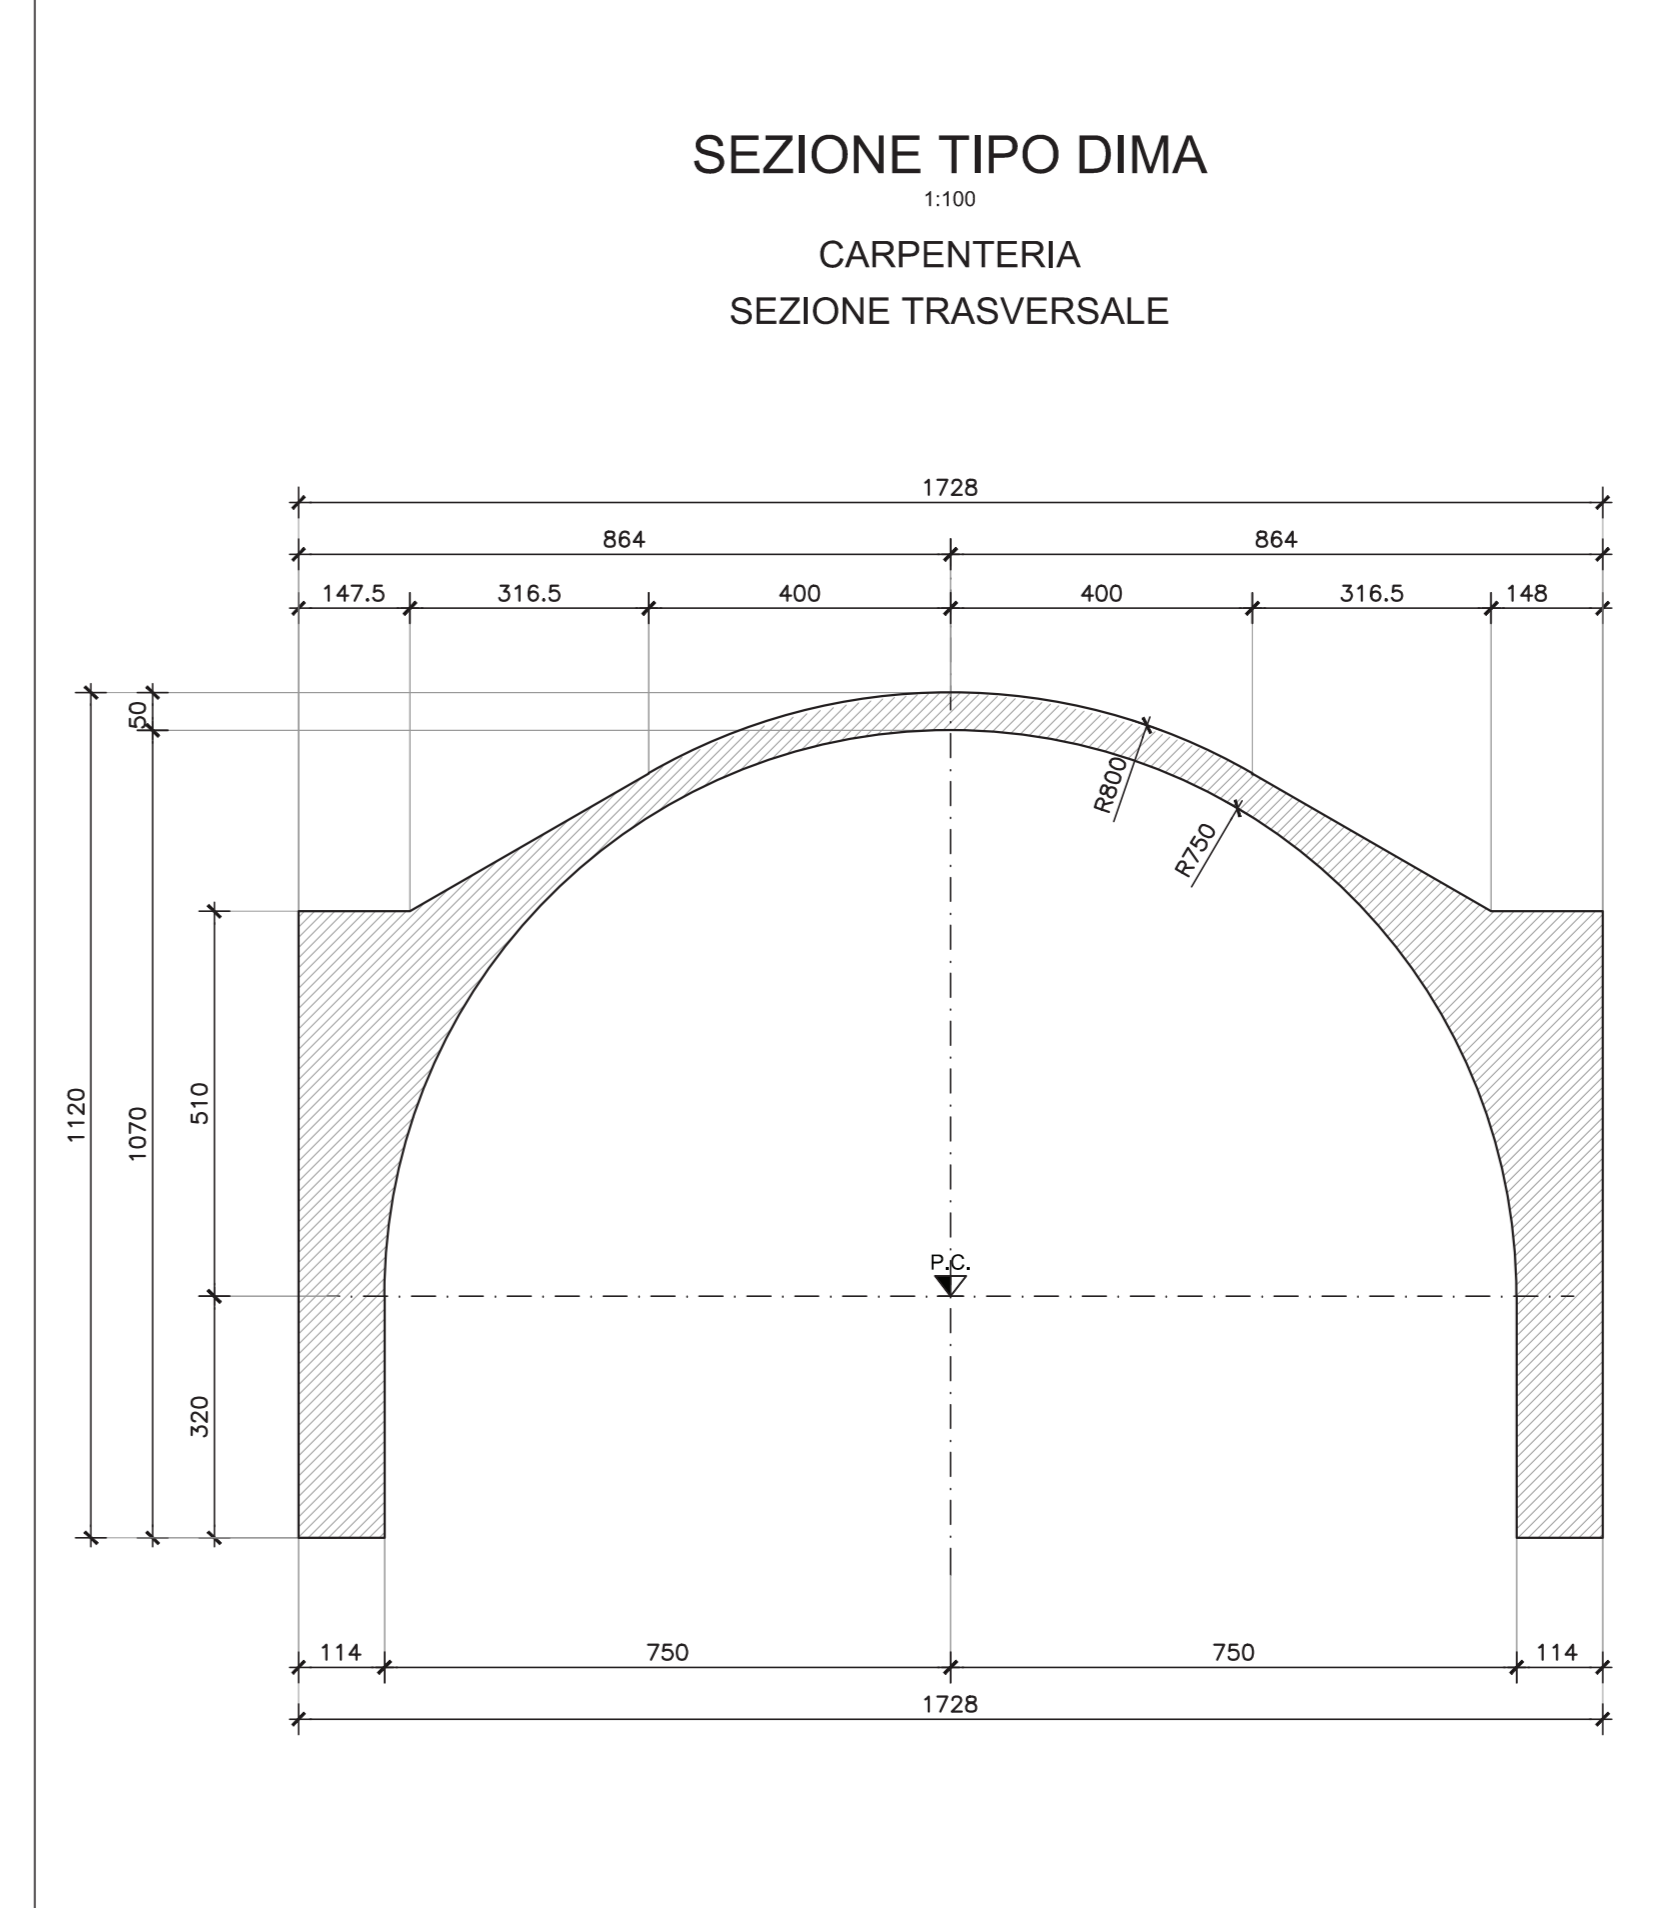 SEZIONE TIPO DIMA
1:100
CARPENTERIA
SEZIONE TRASVERSALE
1728
864 864
147.5 316.5 400 400 316.5 148
50
R800
R750
1120
1070
510
P.C.
320
114 750 750 114
1728